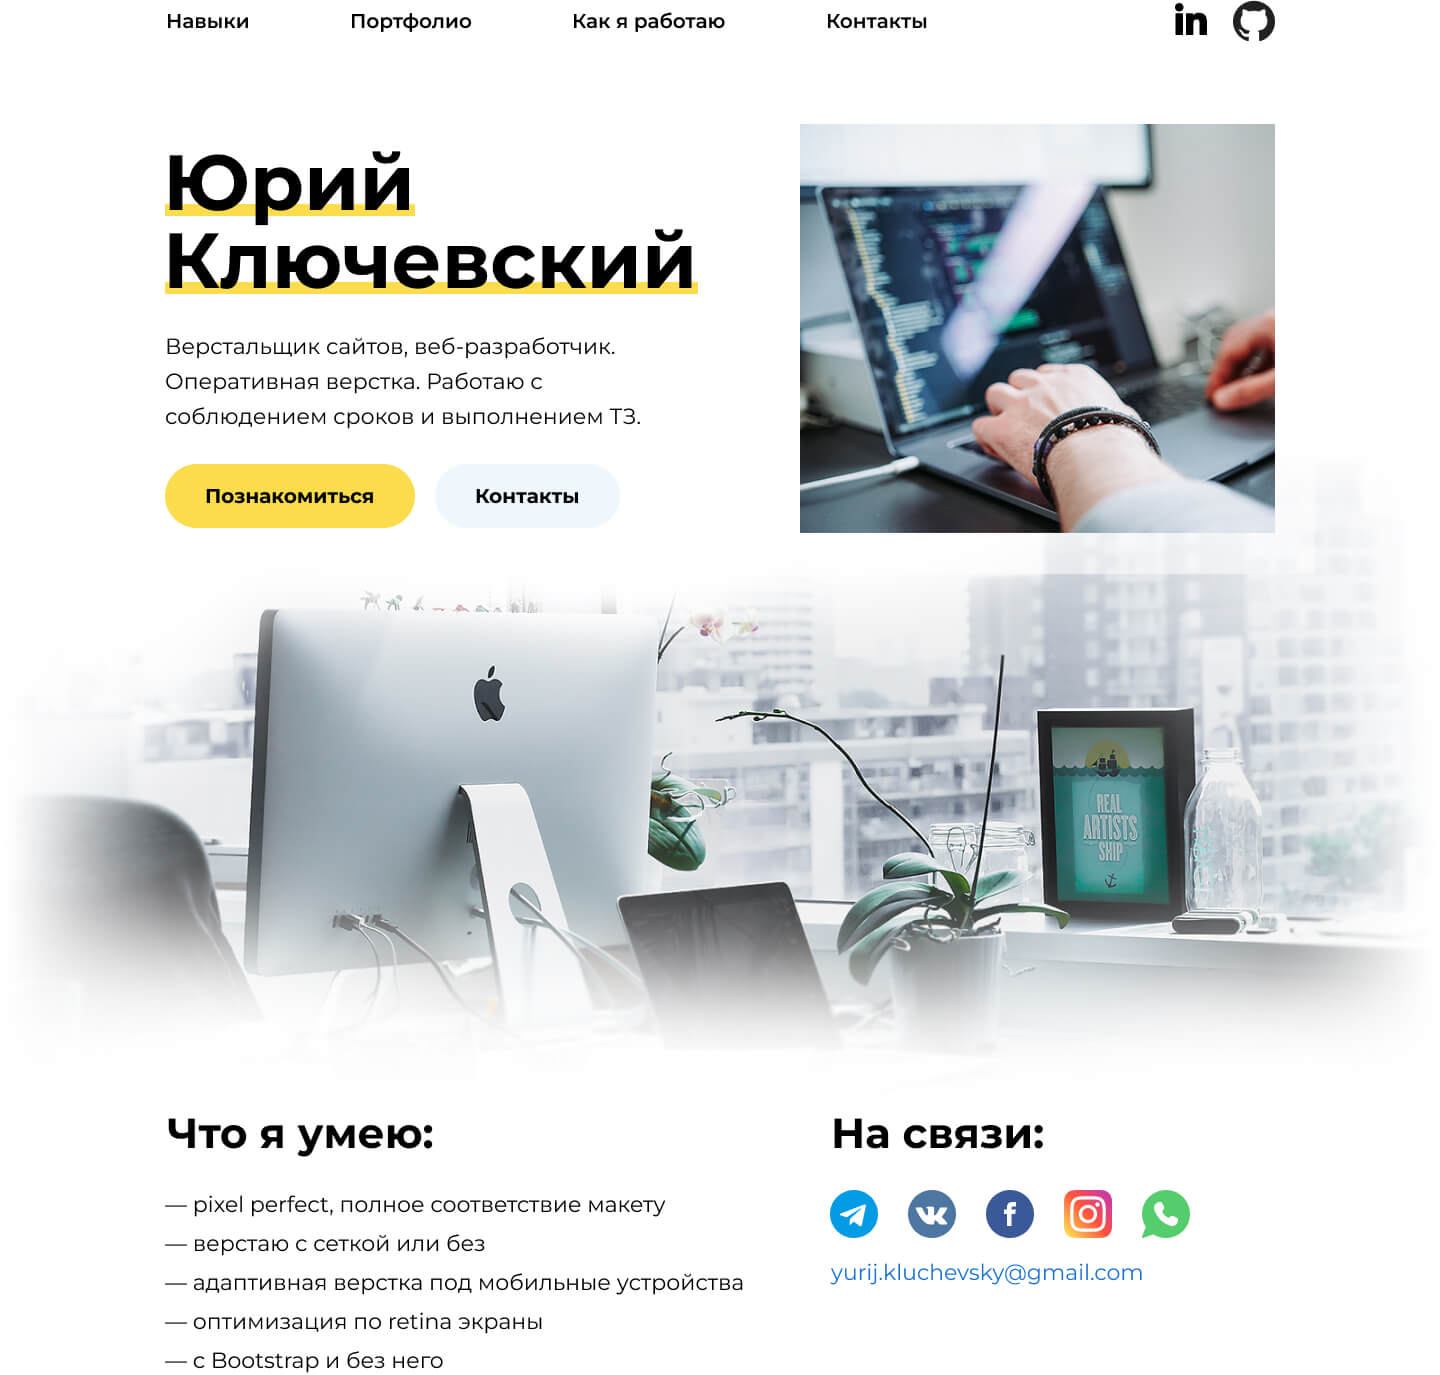 Навыки
Портфолио
Как я работаю
Контакты
in
Юрий
Ключевский
Верстальщик сайтов, веб-разработчик.
Оперативная верстка. Работаю с
соблюдением сроков и выполнением ТЗ.
Познакомиться
Контакты
REAL
ARTISTS
SHIP
Что я умею:
— pixel perfect, полное соответствие макету
— верстаю с сеткой или без
— адаптивная верстка под мобильные устройства
— оптимизация по retina экраны
— с Bootstrap и без него
На связи:
yurij.kluchevsky@gmail.com